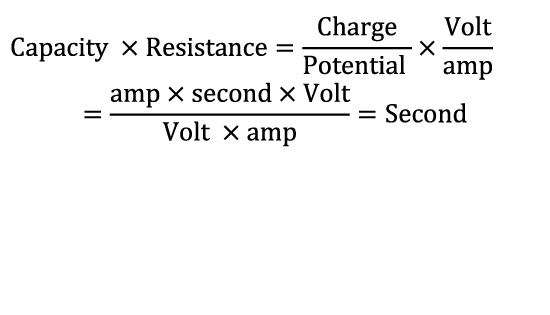 Capacity × Resistance = Charge/Potential × Volt/amp
= amp × second × Volt/Volt × amp = Second